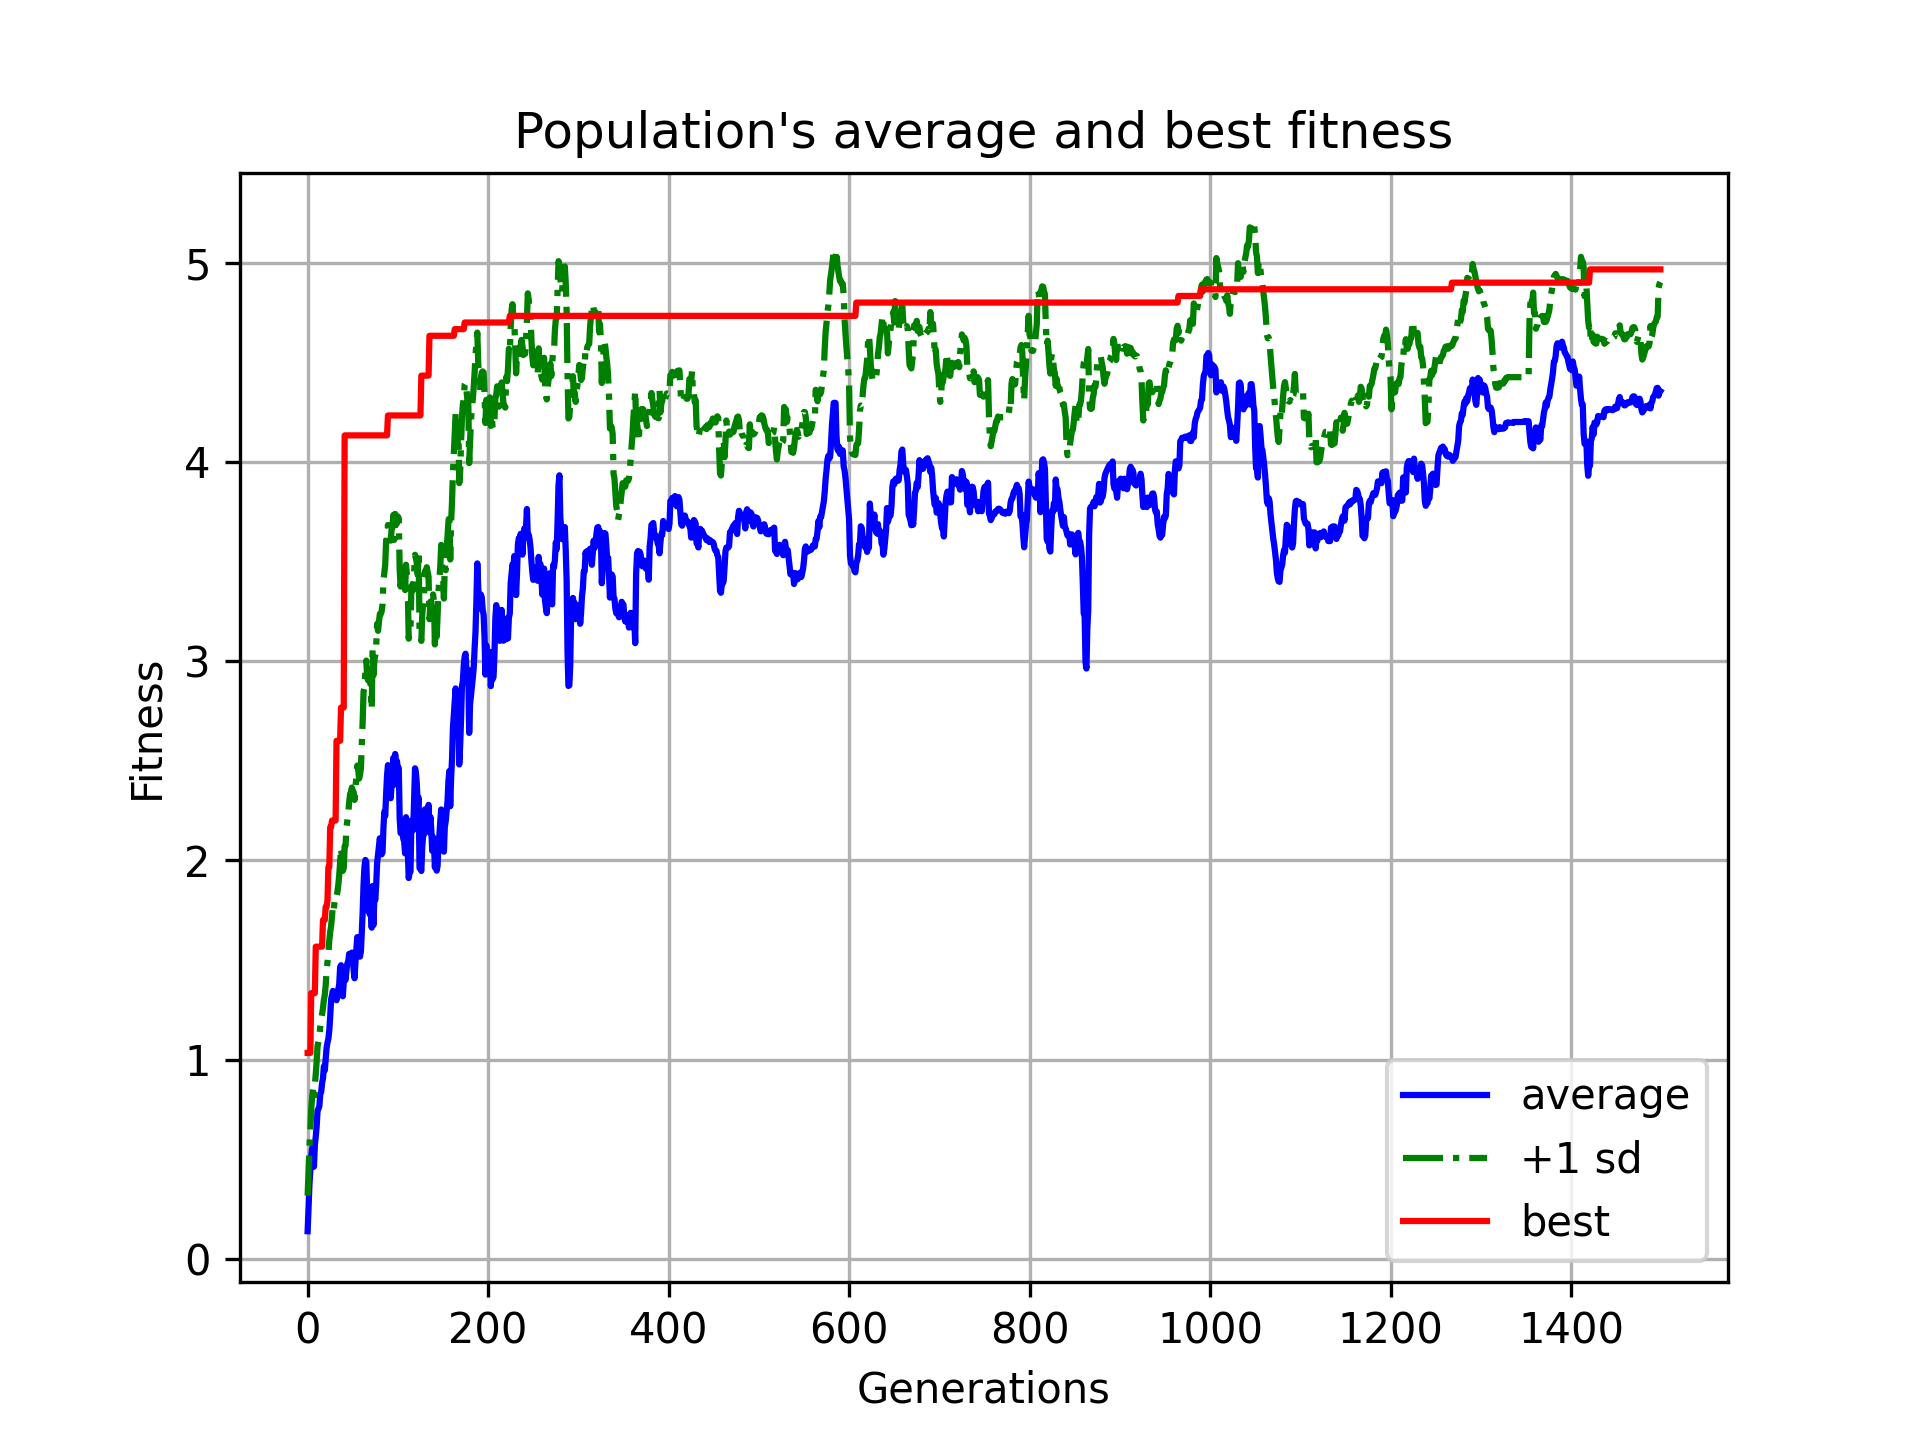 Population's average and best fitness
5
4
3
2
1
0
Fitness
0 200 400 600 800 1000 1200 1400
Generations
average
+1 sd
best